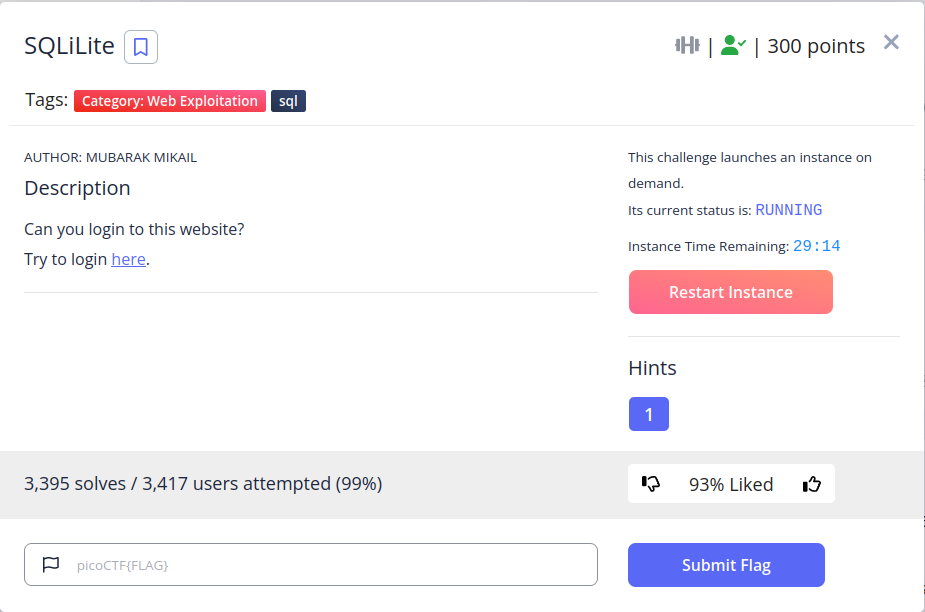 SQLiLite
| | 300 points
Tags: Category: Web Exploitation sql
AUTHOR: MUBARAK MIKAIL
Description
Can you login to this website?
Try to login here.
This challenge launches an instance on
demand.
Its current status is: RUNNING
Instance Time Remaining: 29:14
Restart Instance
Hints
1
3,395 solves / 3,417 users attempted (99%)
93% Liked
picoCTF{FLAG}
Submit Flag